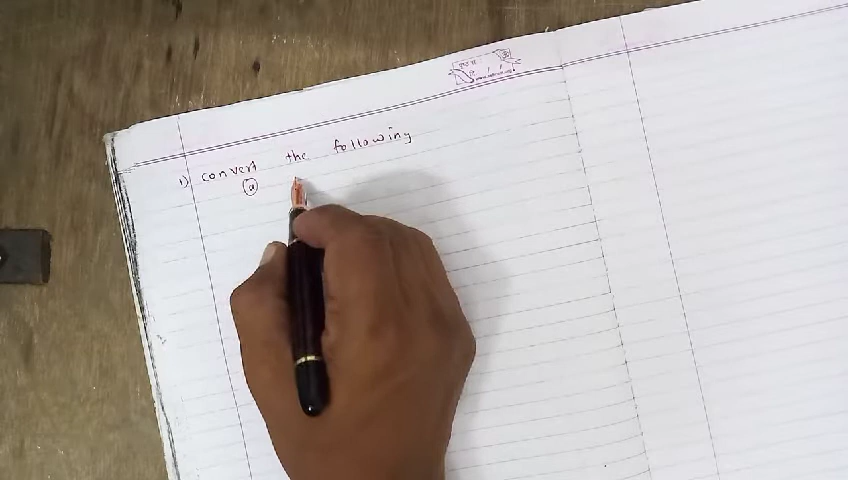 1) convert the following
(a)